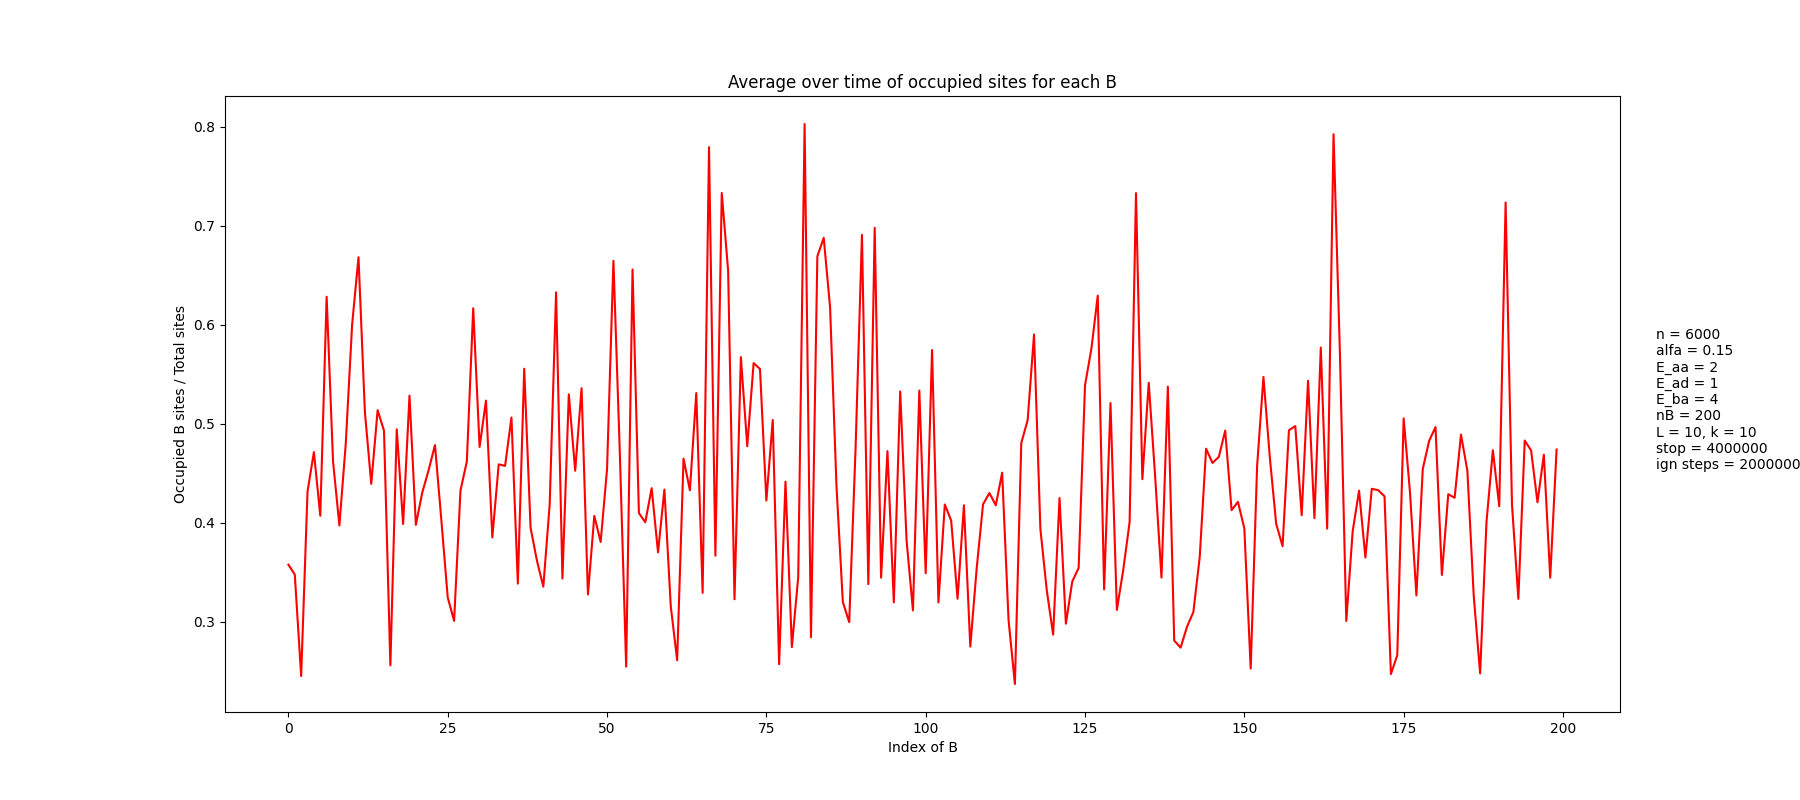 Average over time of occupied sites for each B
Occupied B sites / Total sites
0.8
0.7
0.6
0.5
0.4
0.3
0 25 50 75 100 125 150 175 200
Index of B
n = 6000
alfa = 0.15
E_aa = 2
E_ad = 1
E_ba = 4
nB = 200
L = 10, k = 10
stop = 4000000
ign steps = 2000000